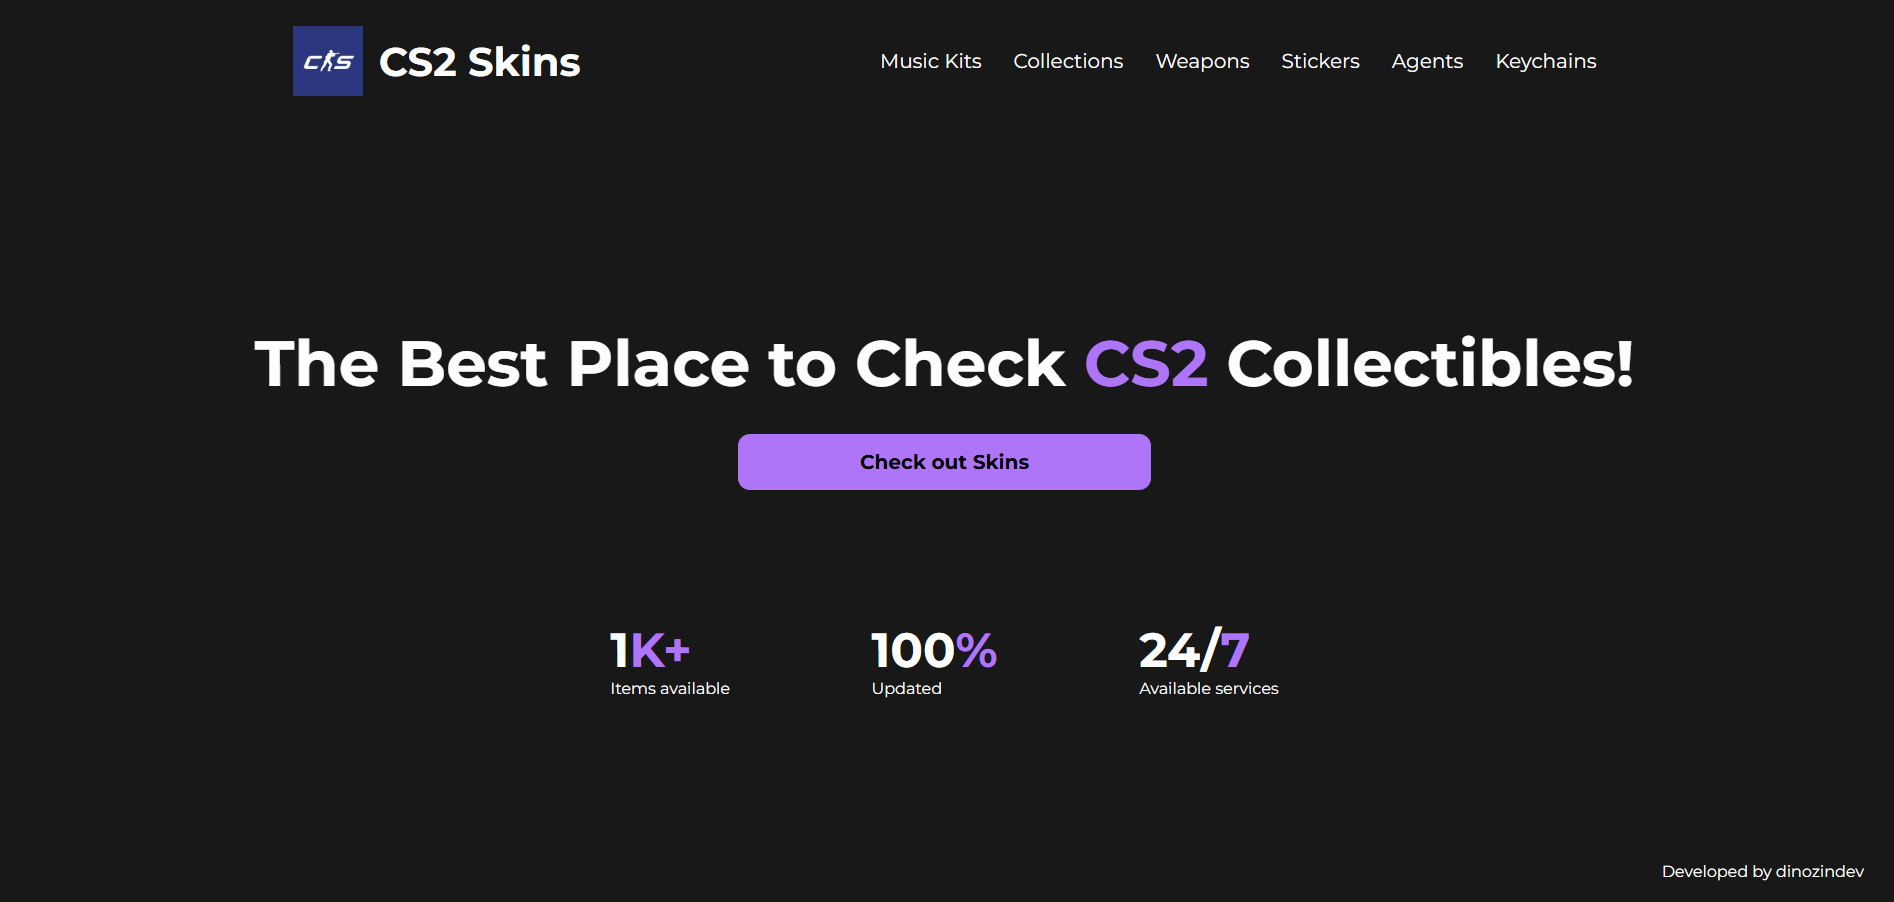 CS
CS2 Skins
Music Kits Collections Weapons Stickers Agents Keychains
The Best Place to Check CS2 Collectibles!
Check out Skins
1K+ 100% 24/7
Items available Updated Available services
Developed by dinozindev